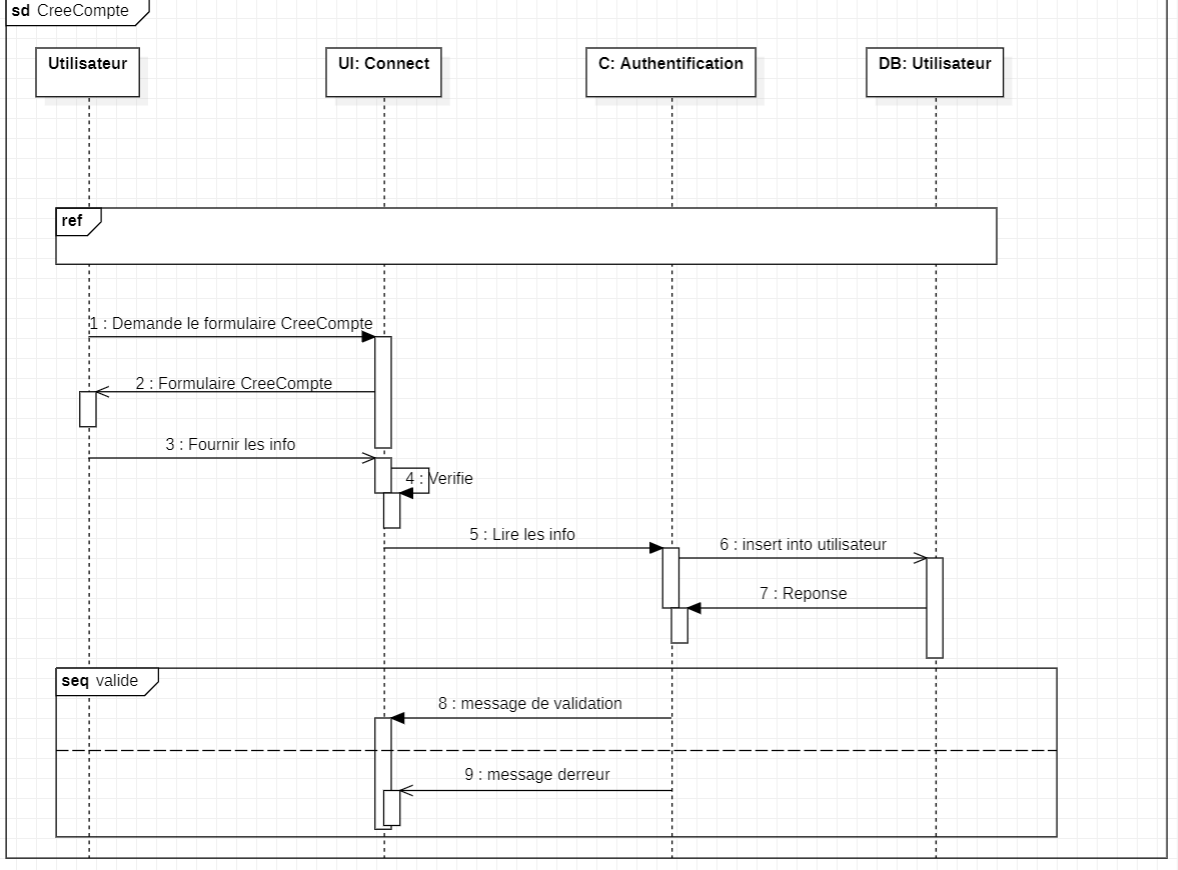 sd CreeCompte
Utilisateur
UI: Connect
C: Authentification
DB: Utilisateur
ref
1 : Demande le formulaire CreeCompte
2 : Formulaire CreeCompte
3 : Fournir les info
4 : Verifie
5 : Lire les info
6 : insert into utilisateur
7 : Reponse
seq valide
8 : message de validation
9 : message derreur